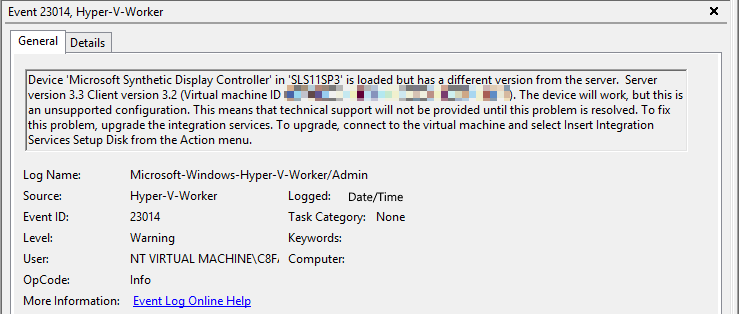 Event 23014, Hyper-V-Worker
General Details
Device 'Microsoft Synthetic Display Controller' in 'SLS11SP3' is loaded but has a different version from the server. Server
version 3.3 Client version 3.2 (Virtual machine ID ). The device will work, but this is
an unsupported configuration. This means that technical support will not be provided until this problem is resolved. To fix
this problem, upgrade the integration services. To upgrade, connect to the virtual machine and select Insert Integration
Services Setup Disk from the Action menu.
Log Name: Microsoft-Windows-Hyper-V-Worker/Admin
Source: Hyper-V-Worker Logged: Date/Time
Event ID: 23014 Task Category: None
Level: Warning Keywords:
User: NT VIRTUAL MACHINE\C8FA Computer:
OpCode: Info
More Information: Event Log Online Help